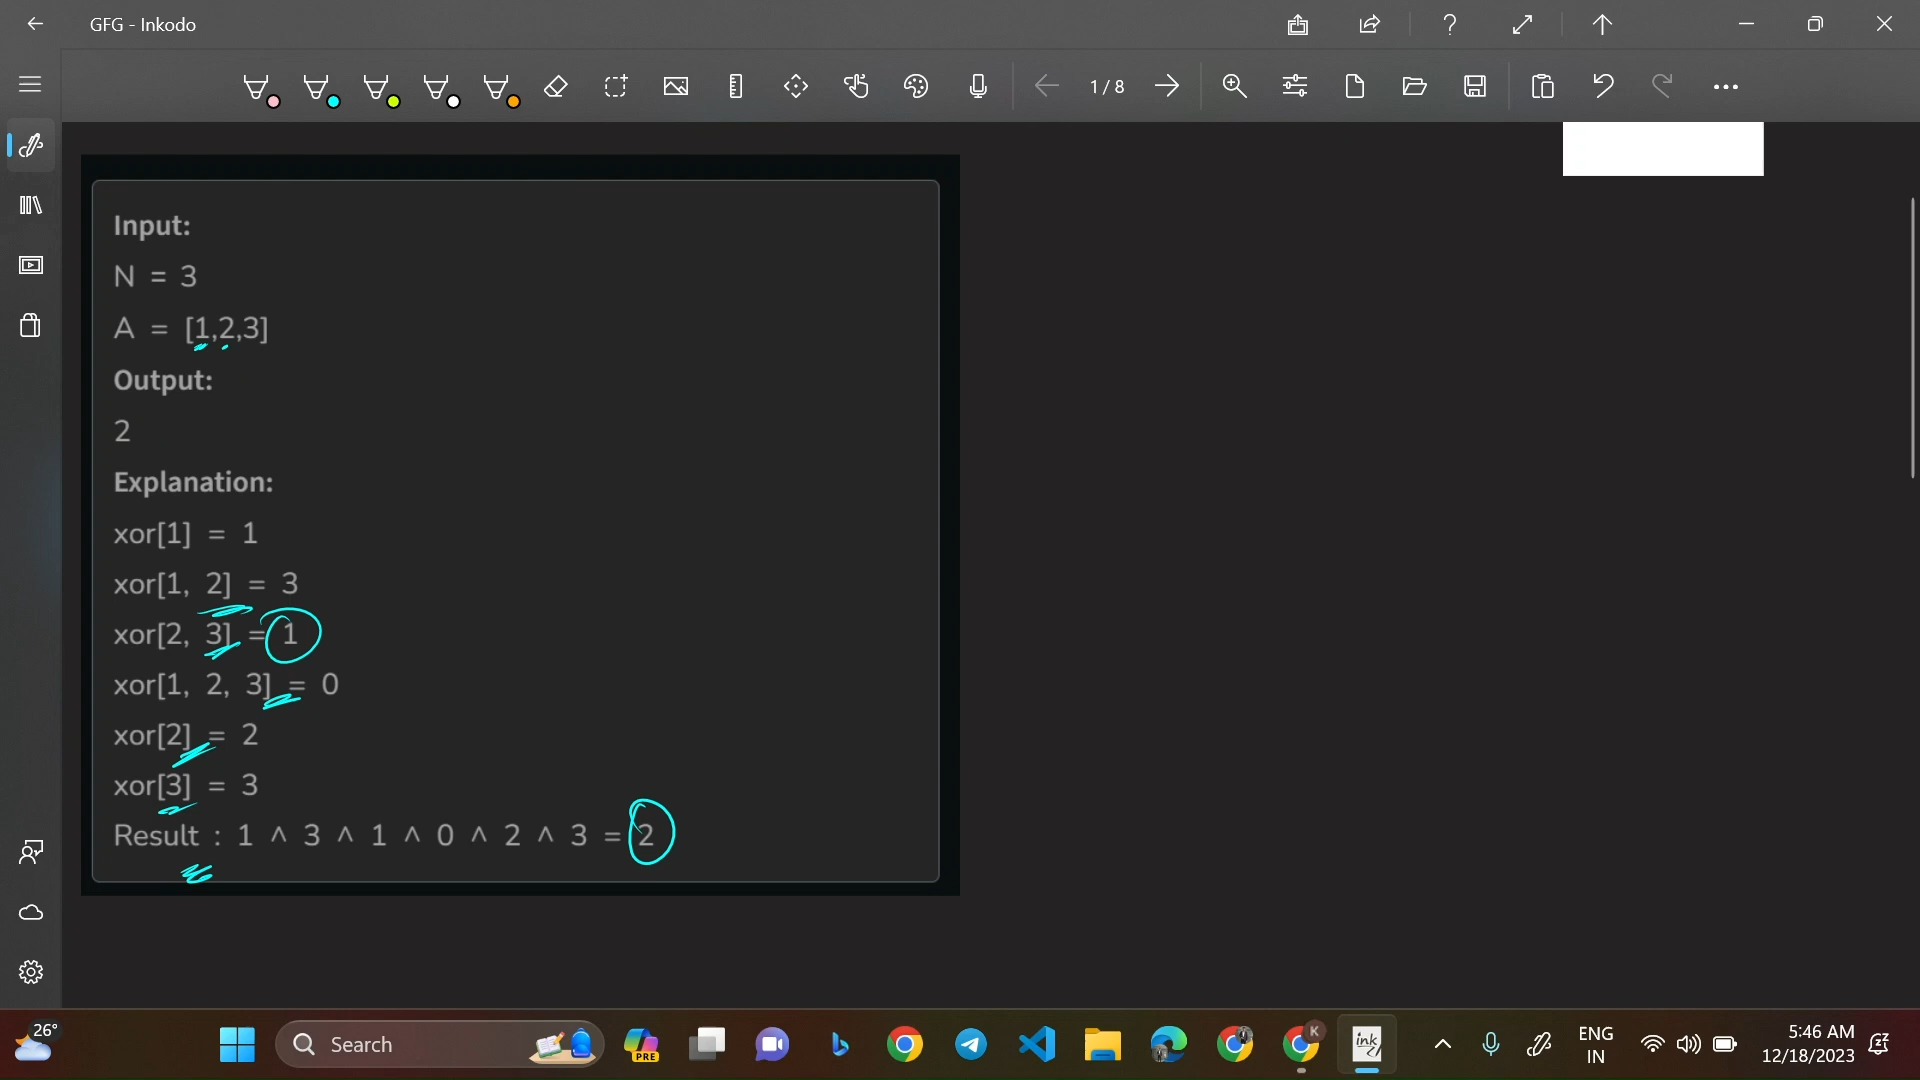 GFG - Inkodo
1 / 8
Input:
N = 3
A = [1,2,3]
Output:
2
Explanation:
xor[1] = 1
xor[1, 2] = 3
xor[2, 3] = 1
xor[1, 2, 3] = 0
xor[2] = 2
xor[3] = 3
Result : 1 ^ 3 ^ 1 ^ 0 ^ 2 ^ 3 = 2
26°
Search
PRE
K
ink
ENG
IN
5:46 AM
12/18/2023